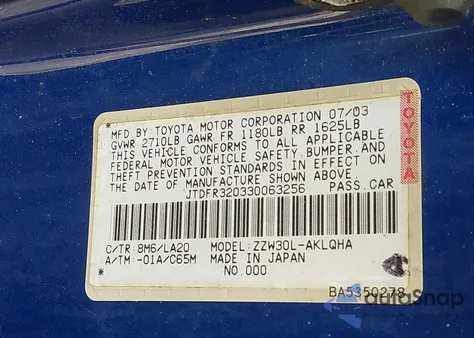 MFD BY TOYOTA MOTOR CORPORATION 07/03
GVWR 2710LB GAWR FR 1180LB RR 1625LB
THIS VEHICLE CONFORMS TO ALL APPLICABLE
FEDERAL MOTOR VEHICLE SAFETY, BUMPER, AND
THEFT PREVENTION STANDARDS IN EFFECT ON
THE DATE OF MANUFACTURE SHOWN ABOVE.
JTDFR320330063256 PASS. CAR
TOYOTA
C/TR: 8M6/LA20 MODEL: ZZW30L-AKLQHA
A/TM: -01A/C65M MADE IN JAPAN
NO.000
BA5350278
autosnap